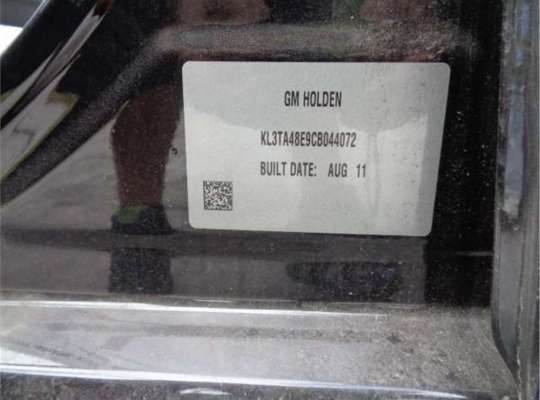 GM HOLDEN
KL3TA48E9CB044072
BUILT DATE: AUG 11